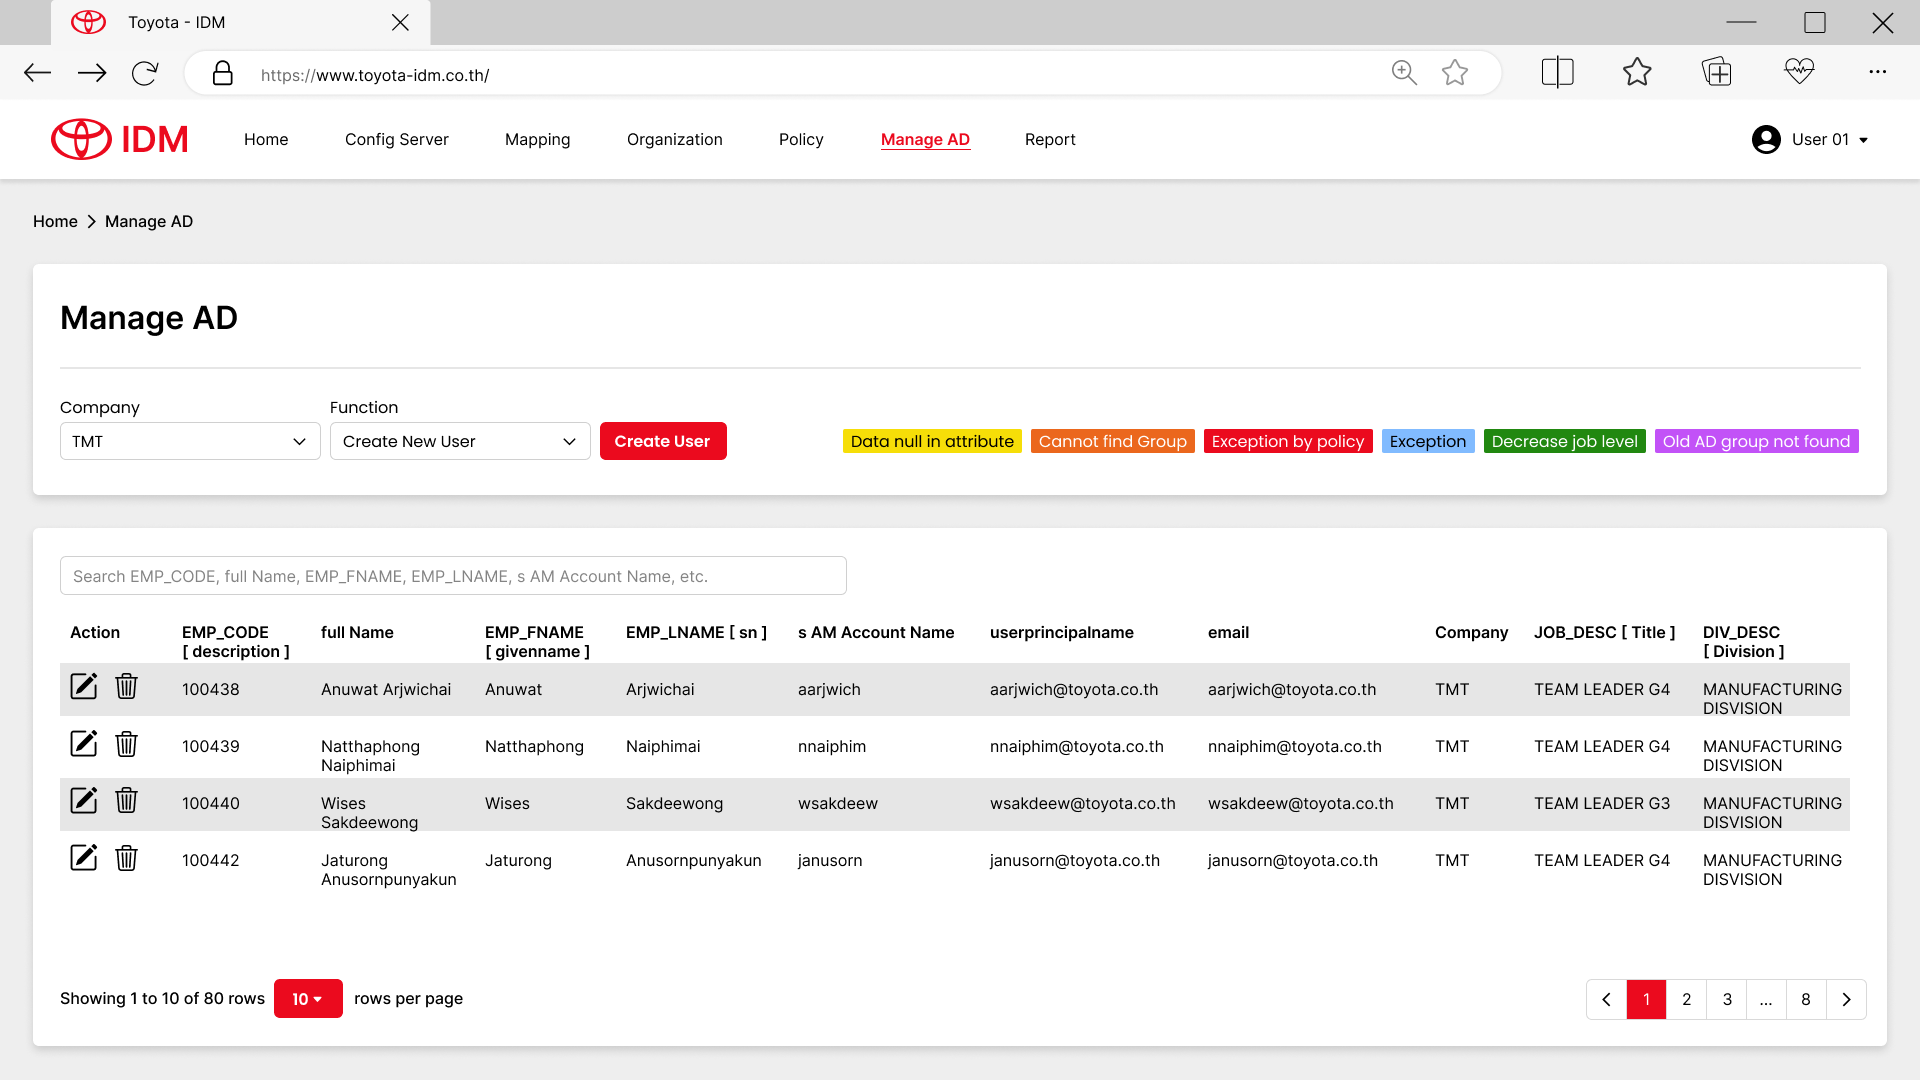 Toyota - IDM
https://www.toyota-idm.co.th/
IDM Home Config Server Mapping Organization Policy Manage AD Report User 01
Home Manage AD
Manage AD
Company Function
TMT Create New User Create User Data null in attribute Cannot find Group Exception by policy Exception Decrease job level Old AD group not found
Search EMP_CODE, full Name, EMP_FNAME, EMP_LNAME, s AM Account Name, etc.
Action EMP_CODE full Name EMP_FNAME EMP_LNAME [ sn ] s AM Account Name userprincipalname email Company JOB_DESC [ Title ] DIV_DESC
[ description ] [ givenname ] [ Division ]
100438 Anuwat Arjwichai Anuwat Arjwichai aarjwich aarjwich@toyota.co.th aarjwich@toyota.co.th TMT TEAM LEADER G4 MANUFACTURING
DISVISION
100439 Natthaphong Natthaphong Naiphimai nnaiphim nnaiphim@toyota.co.th nnaiphim@toyota.co.th TMT TEAM LEADER G4 MANUFACTURING
Naiphimai DISVISION
100440 Wises Wises Sakdeewong wsakdeew wsakdeew@toyota.co.th wsakdeew@toyota.co.th TMT TEAM LEADER G3 MANUFACTURING
Sakdeewong DISVISION
100442 Jaturong Jaturong Anusornpunyakun janusorn janusorn@toyota.co.th janusorn@toyota.co.th TMT TEAM LEADER G4 MANUFACTURING
Anusornpunyakun DISVISION
Showing 1 to 10 of 80 rows 10 rows per page 1 2 3 ... 8